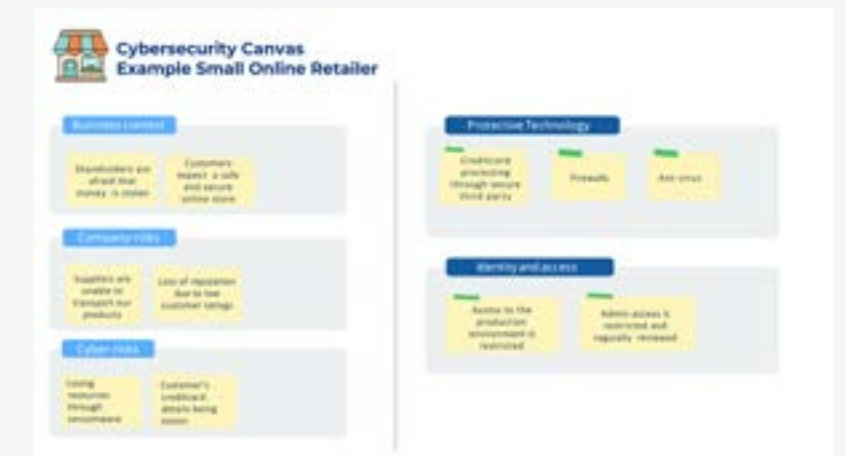 Cybersecurity Canvas
Example Small Online Retailer
Business context
Shareholders are
afraid that
money is stolen
Customers
expect a safe
and secure
online store
Company risks
Suppliers are
unable to
transport our
products
Loss of reputation
due to low
customer ratings
Cyber risks
Losing
resources
through
ransomware
Customer's
creditcard
details being
stolen
Protective Technology
Creditcard
processing
through secure
third party
Firewalls
Anti virus
Identity and access
Access to the
production
environment is
restricted
Admin access is
restricted and
regularly reviewed